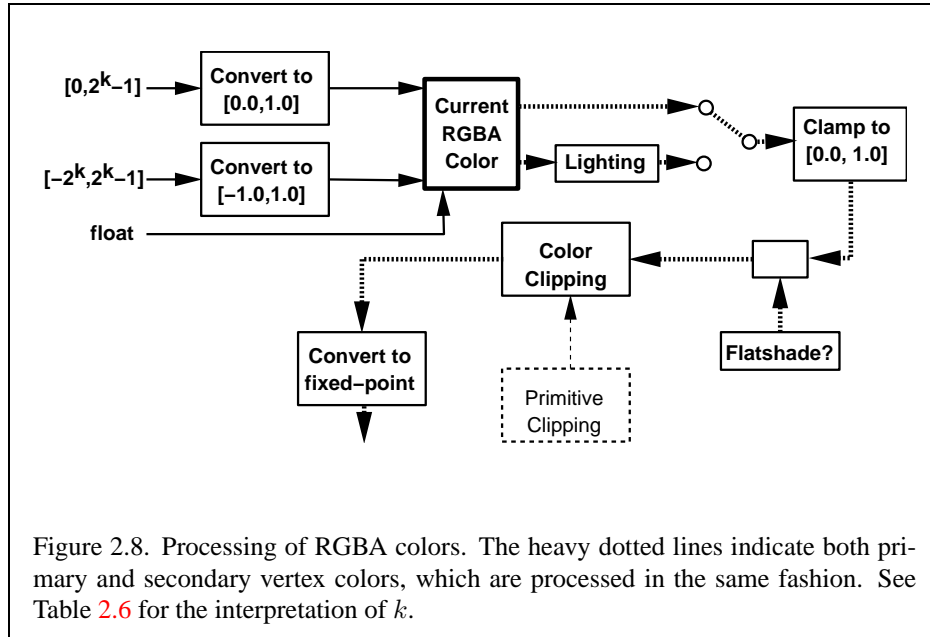 [0,2^k−1]
Convert to
[0.0,1.0]
Current
RGBA
Color
Clamp to
[0.0, 1.0]
Lighting
[−2^k,2^k−1]
Convert to
[−1.0,1.0]
float
Color
Clipping
Flatshade?
Convert to
fixed−point
Primitive
Clipping
Figure 2.8. Processing of RGBA colors. The heavy dotted lines indicate both pri-
mary and secondary vertex colors, which are processed in the same fashion. See
Table 2.6 for the interpretation of k.